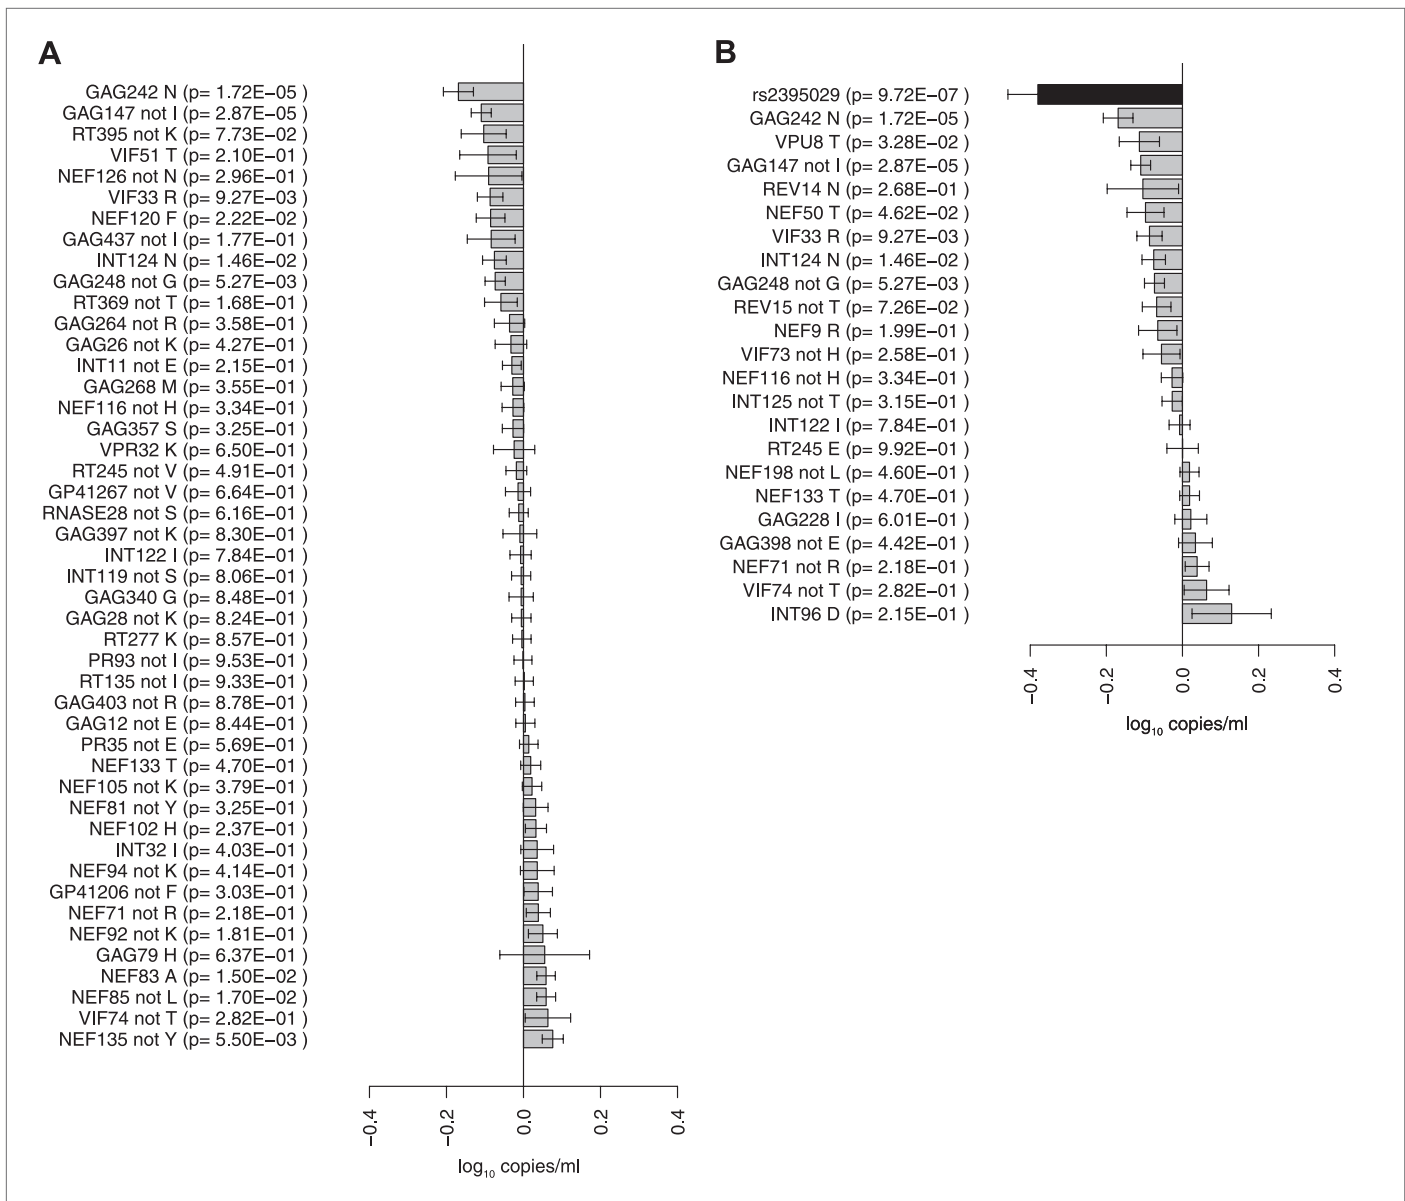 A
GAG242 N (p= 1.72E−05 )
GAG147 not I (p= 2.87E−05 )
RT395 not K (p= 7.73E−02 )
VIF51 T (p= 2.10E−01 )
NEF126 not N (p= 2.96E−01 )
VIF33 R (p= 9.27E−03 )
NEF120 F (p= 2.22E−02 )
GAG437 not I (p= 1.77E−01 )
INT124 N (p= 1.46E−02 )
GAG248 not G (p= 5.27E−03 )
RT369 not T (p= 1.68E−01 )
GAG264 not R (p= 3.58E−01 )
GAG26 not K (p= 4.27E−01 )
INT11 not E (p= 2.15E−01 )
GAG268 M (p= 3.55E−01 )
NEF116 not H (p= 3.34E−01 )
GAG357 S (p= 3.25E−01 )
VPR32 K (p= 6.50E−01 )
RT245 not V (p= 4.91E−01 )
GP41267 not V (p= 6.64E−01 )
RNASE28 not S (p= 6.16E−01 )
GAG397 not K (p= 8.30E−01 )
INT122 I (p= 7.84E−01 )
INT119 not S (p= 8.06E−01 )
GAG340 G (p= 8.48E−01 )
GAG28 not K (p= 8.24E−01 )
RT277 K (p= 8.57E−01 )
PR93 not I (p= 9.53E−01 )
RT135 not I (p= 9.33E−01 )
GAG403 not R (p= 8.78E−01 )
GAG12 not E (p= 8.44E−01 )
PR35 not E (p= 5.69E−01 )
NEF133 T (p= 4.70E−01 )
NEF105 not K (p= 3.79E−01 )
NEF81 not Y (p= 3.25E−01 )
NEF102 H (p= 2.37E−01 )
INT32 I (p= 4.03E−01 )
NEF94 not K (p= 4.14E−01 )
GP41206 not F (p= 3.03E−01 )
NEF71 not R (p= 2.18E−01 )
NEF92 not K (p= 1.81E−01 )
GAG79 H (p= 6.37E−01 )
NEF83 A (p= 1.50E−02 )
NEF85 not L (p= 1.70E−02 )
VIF74 not T (p= 2.82E−01 )
NEF135 not Y (p= 5.50E−03 )
−0.4 −0.2 0.0 0.2 0.4
log₁₀ copies/ml
B
rs2395029 (p= 9.72E−07 )
GAG242 N (p= 1.72E−05 )
VPU8 T (p= 3.28E−02 )
GAG147 not I (p= 2.87E−05 )
REV14 N (p= 2.68E−01 )
NEF50 T (p= 4.62E−02 )
VIF33 R (p= 9.27E−03 )
INT124 N (p= 1.46E−02 )
GAG248 not G (p= 5.27E−03 )
REV15 not T (p= 7.26E−02 )
NEF9 R (p= 1.99E−01 )
VIF73 not H (p= 2.58E−01 )
NEF116 not H (p= 3.34E−01 )
INT125 not T (p= 3.15E−01 )
INT122 I (p= 7.84E−01 )
RT245 E (p= 9.92E−01 )
NEF198 not L (p= 4.60E−01 )
NEF133 T (p= 4.70E−01 )
GAG228 I (p= 6.01E−01 )
GAG398 not E (p= 4.42E−01 )
NEF71 not R (p= 2.18E−01 )
VIF74 not T (p= 2.82E−01 )
INT96 D (p= 2.15E−01 )
−0.4 −0.2 0.0 0.2 0.4
log₁₀ copies/ml